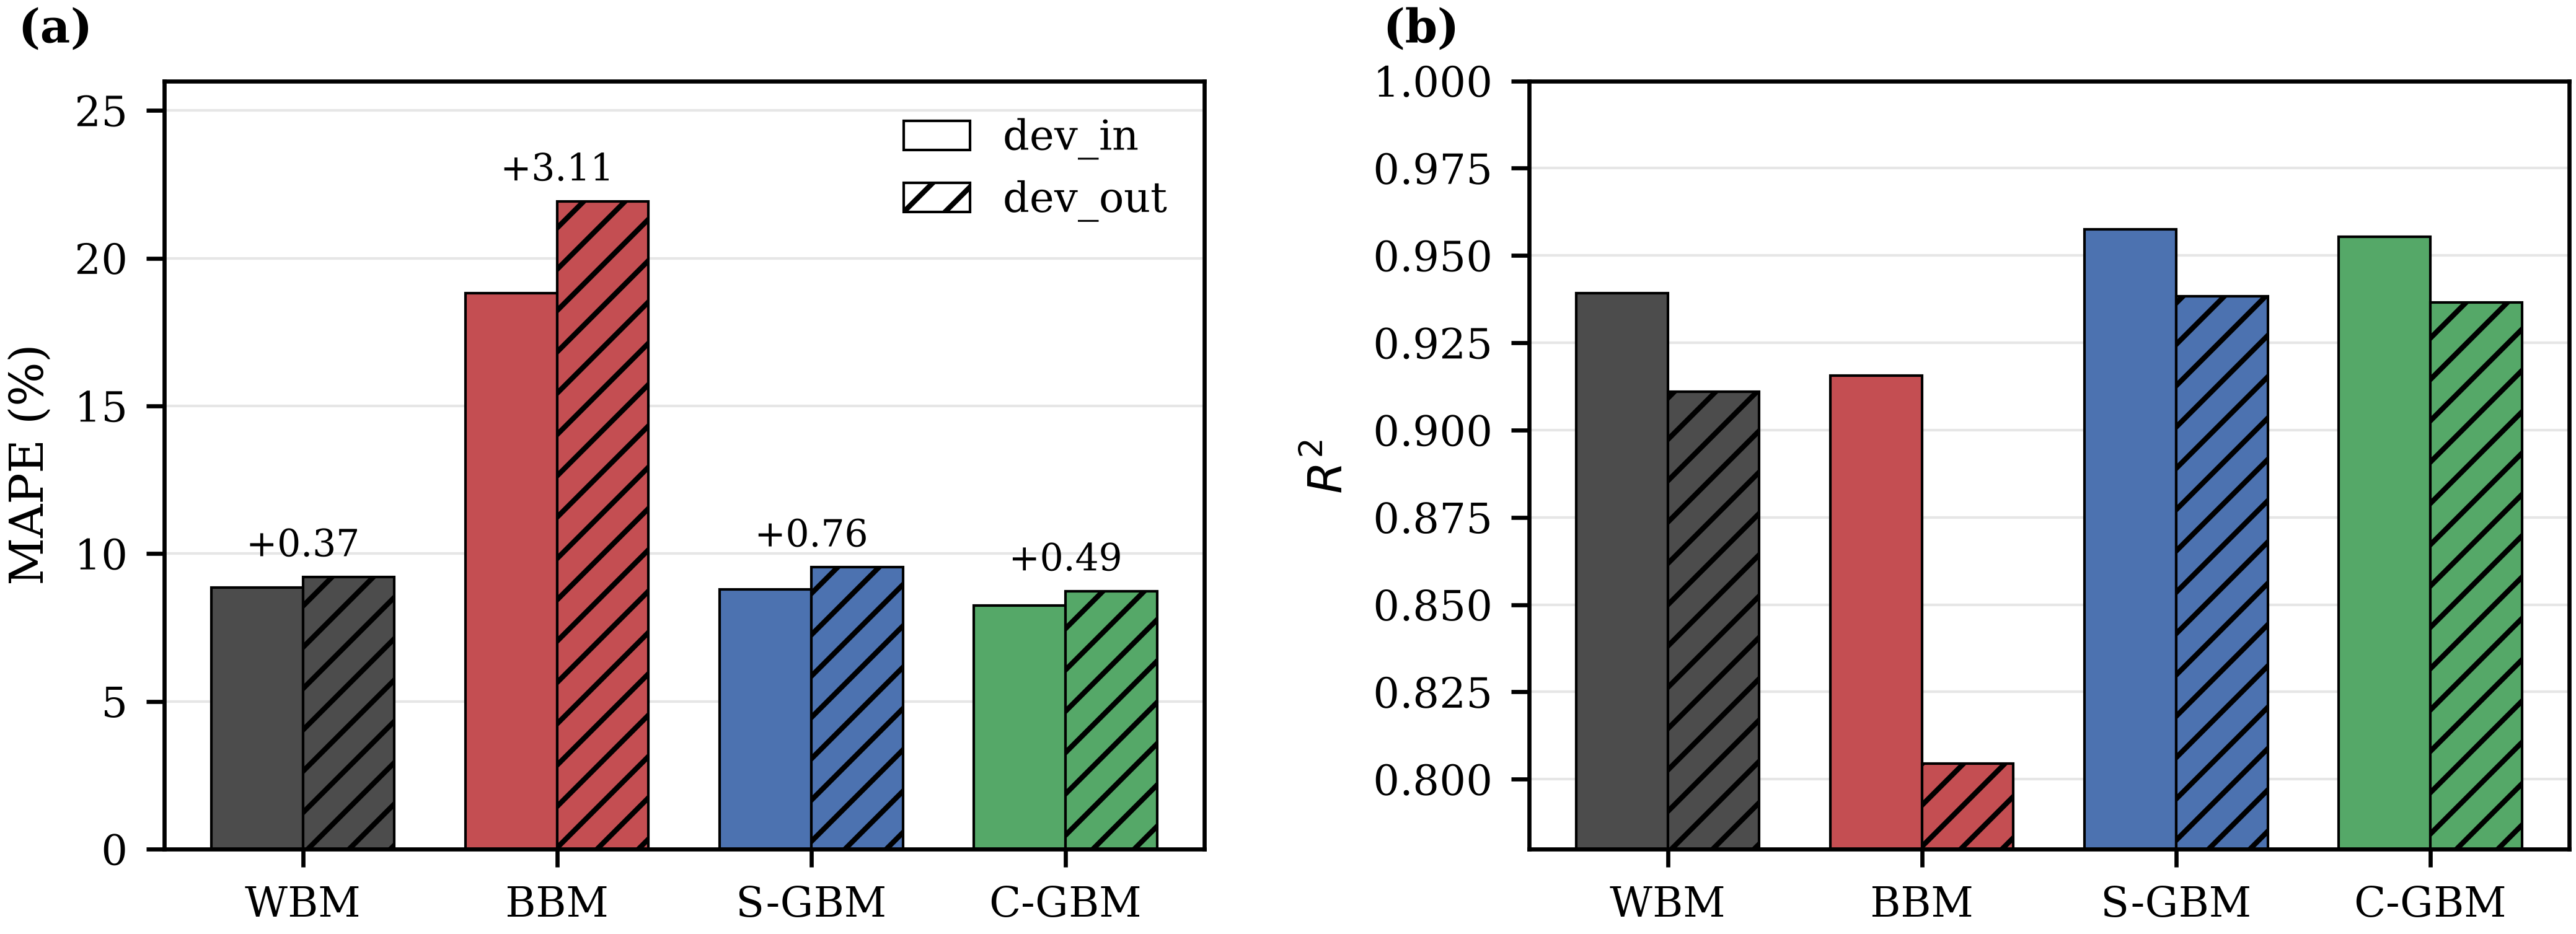 (a)
MAPE (%)
25
20
15
10
5
0
+0.37
+3.11
+0.76
+0.49
dev_in
dev_out
WBM BBM S-GBM C-GBM
(b)
R²
1.000
0.975
0.950
0.925
0.900
0.875
0.850
0.825
0.800
WBM BBM S-GBM C-GBM